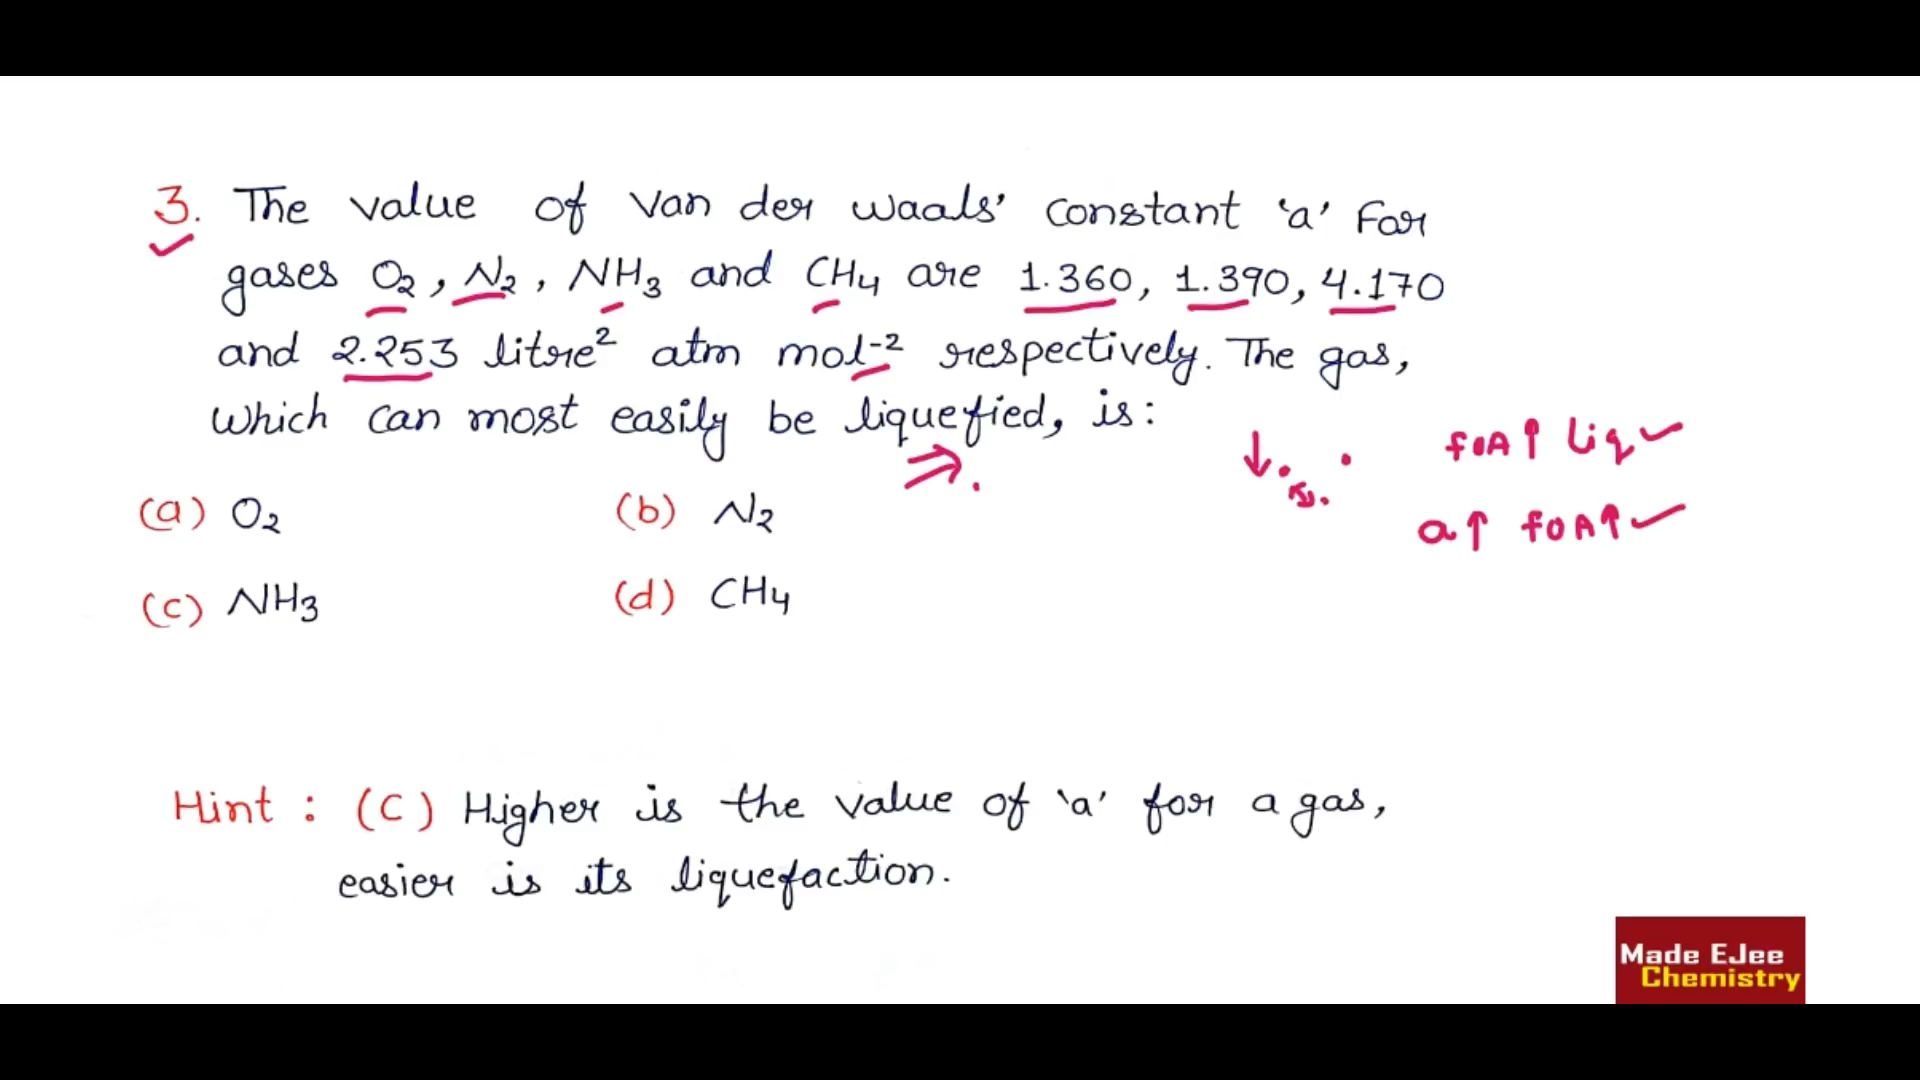 3. The value of Van der Waals' constant 'a' For
gases O₂, N₂, NH₃ and CH₄ are 1.360, 1.390, 4.170
and 2.253 litre² atm mol⁻² respectively. The gas,
which can most easily be liquefied, is:
fOA↑ Liq ✓
(a) O₂ (b) N₂
a↑ fOA↑ ✓
(c) NH₃ (d) CH₄
Hint : (C) Higher is the value of 'a' for a gas,
easier is its liquefaction.
Made EJee
Chemistry